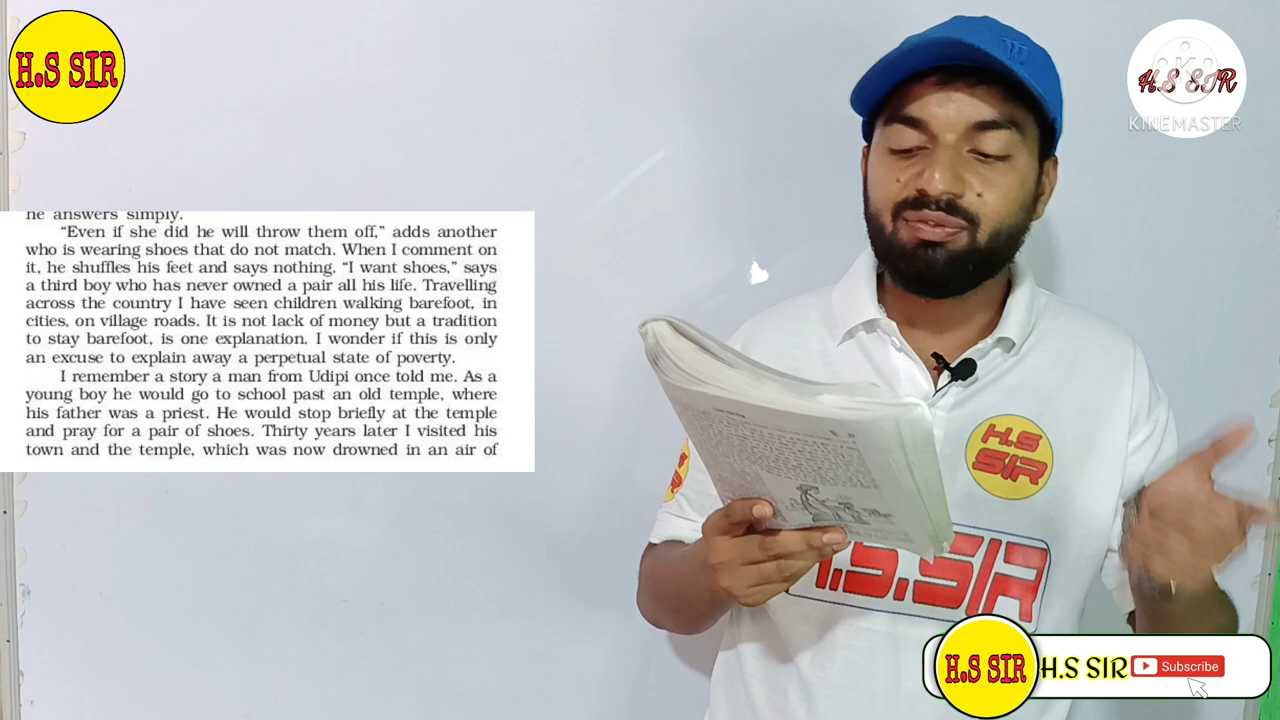 H.S SIR
H.S SIR
KINEMASTER
he answers simply.
“Even if she did he will throw them off,” adds another
who is wearing shoes that do not match. When I comment on
it, he shuffles his feet and says nothing. “I want shoes,” says
a third boy who has never owned a pair all his life. Travelling
across the country I have seen children walking barefoot, in
cities, on village roads. It is not lack of money but a tradition
to stay barefoot, is one explanation. I wonder if this is only
an excuse to explain away a perpetual state of poverty.
I remember a story a man from Udipi once told me. As a
young boy he would go to school past an old temple, where
his father was a priest. He would stop briefly at the temple
and pray for a pair of shoes. Thirty years later I visited his
town and the temple, which was now drowned in an air of
H.S
SIR
H.S.SIR
H.S SIR
H.S SIR
Subscribe